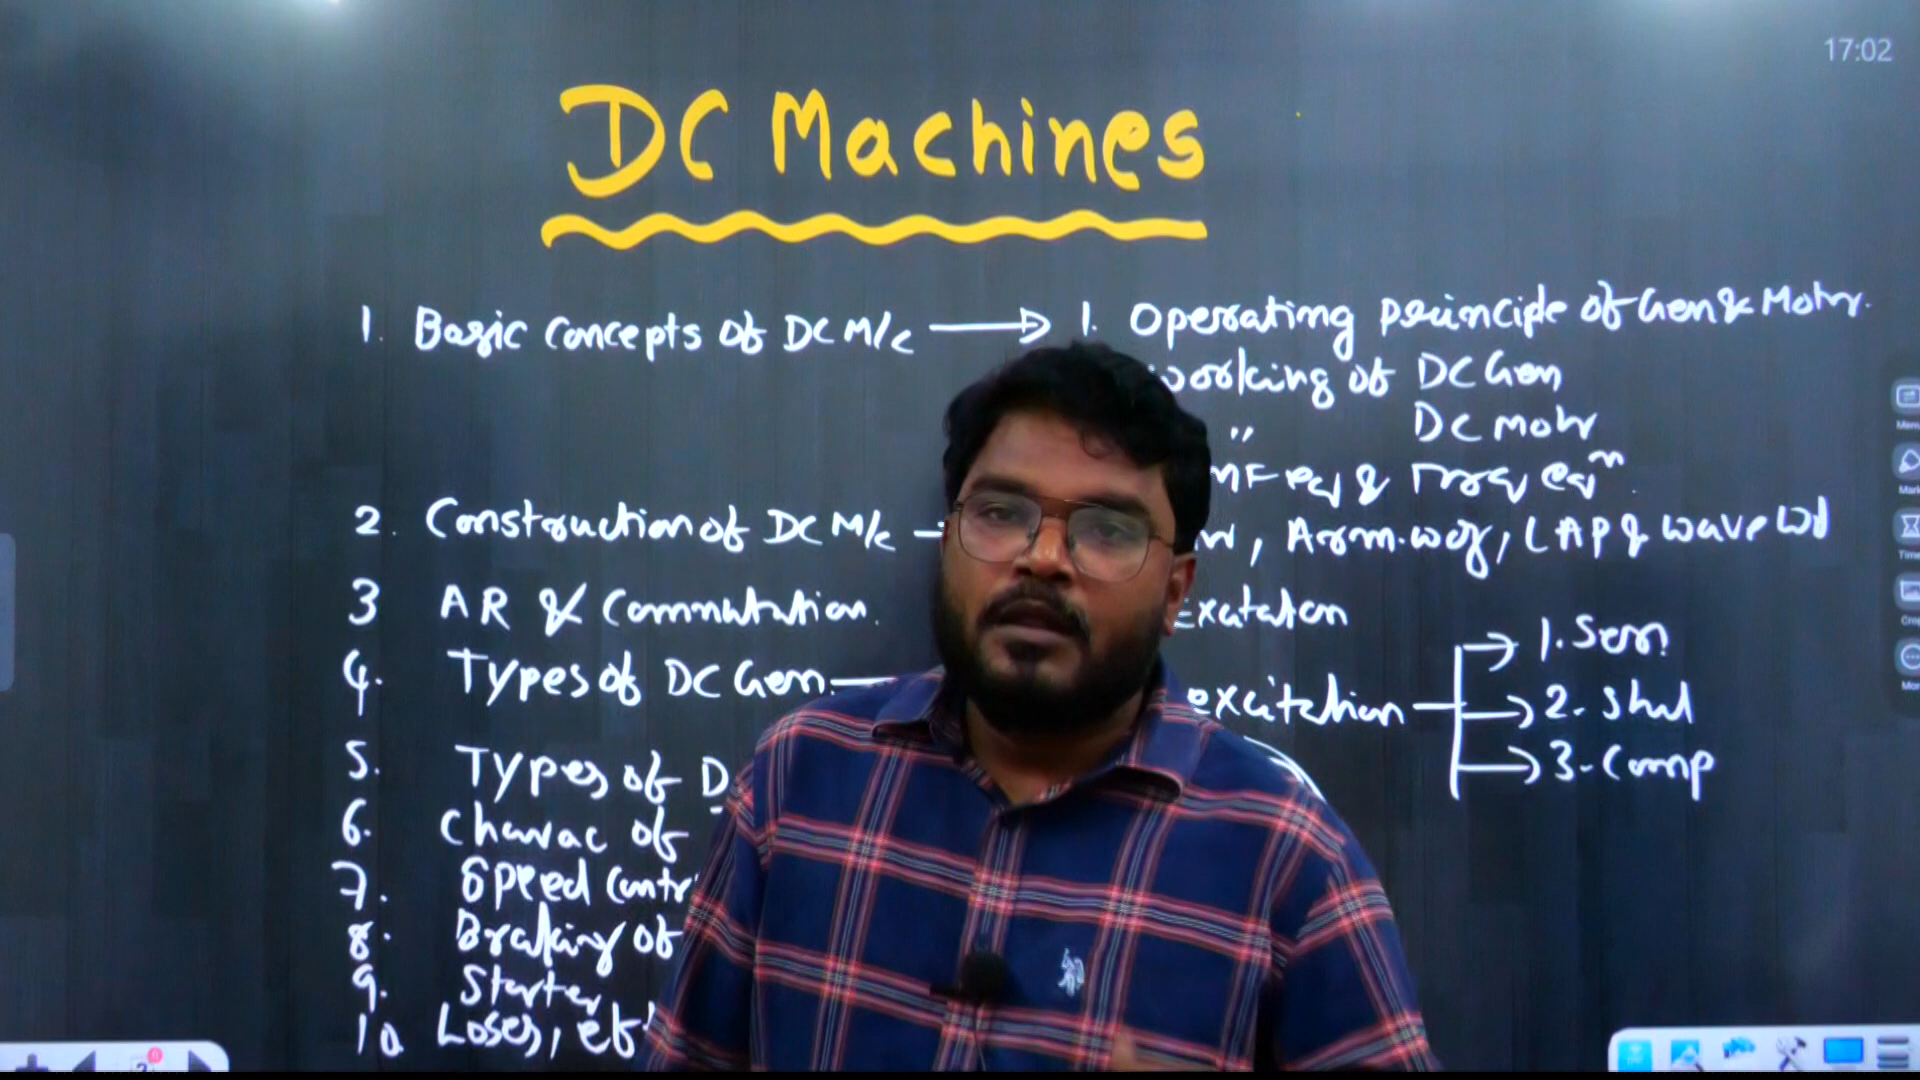 17:02
DC Machines
1. Basic Concepts of DC M/c → 1. Operating principle of Gen & Motor.
working of DC Gen
" DC motor
MF eq & Torq eqn.
2. Construction of DC M/c - , Arm.wdg, LAP & wave wd
3 AR & Commutation. Excitation
4. Types of DC Gen. excitation → 1. Seri
→ 2. Shut
→ 3. Comp
5. Types of D
6. Charac of
7. Speed Contr
8. Braking of
9. Starter
10 Loses, eff